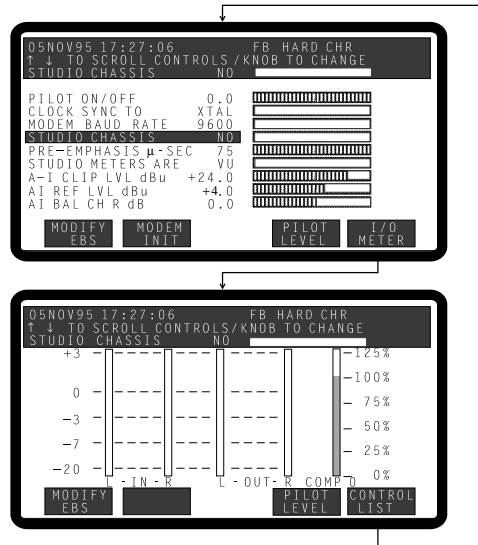 05NOV95 17:27:06 FB HARD CHR
↑ ↓ TO SCROLL CONTROLS/KNOB TO CHANGE
STUDIO CHASSIS NO
PILOT ON/OFF 0.0
CLOCK SYNC TO XTAL
MODEM BAUD RATE 9600
STUDIO CHASSIS NO
PRE-EMPHASIS µ-SEC 75
STUDIO METERS ARE VU
A-I CLIP LVL dBu +24.0
AI REF LVL dBu +4.0
AI BAL CH R dB 0.0
MODIFY EBS MODEM INIT PILOT LEVEL I/O METER
05NOV95 17:27:06 FB HARD CHR
↑ ↓ TO SCROLL CONTROLS/KNOB TO CHANGE
STUDIO CHASSIS NO
+3 125%
100%
0 75%
-3 50%
-7 25%
-20 0%
L - IN - R L - OUT- R COMP 0
MODIFY EBS PILOT LEVEL CONTROL LIST